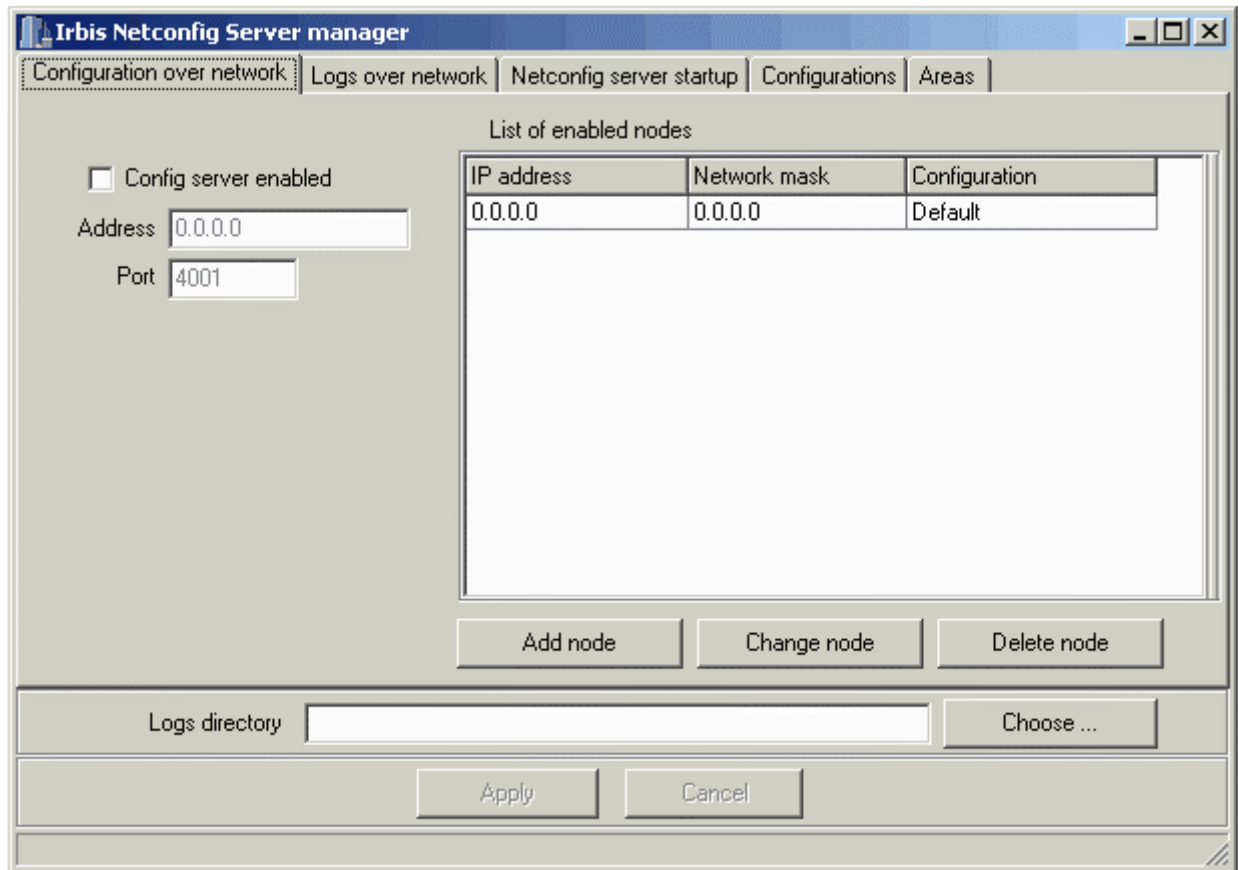 Irbis Netconfig Server manager
Configuration over network Logs over network Netconfig server startup Configurations Areas
List of enabled nodes
Config server enabled
Address 0.0.0.0
Port 4001
IP address Network mask Configuration
0.0.0.0 0.0.0.0 Default
Add node Change node Delete node
Logs directory Choose ...
Apply Cancel